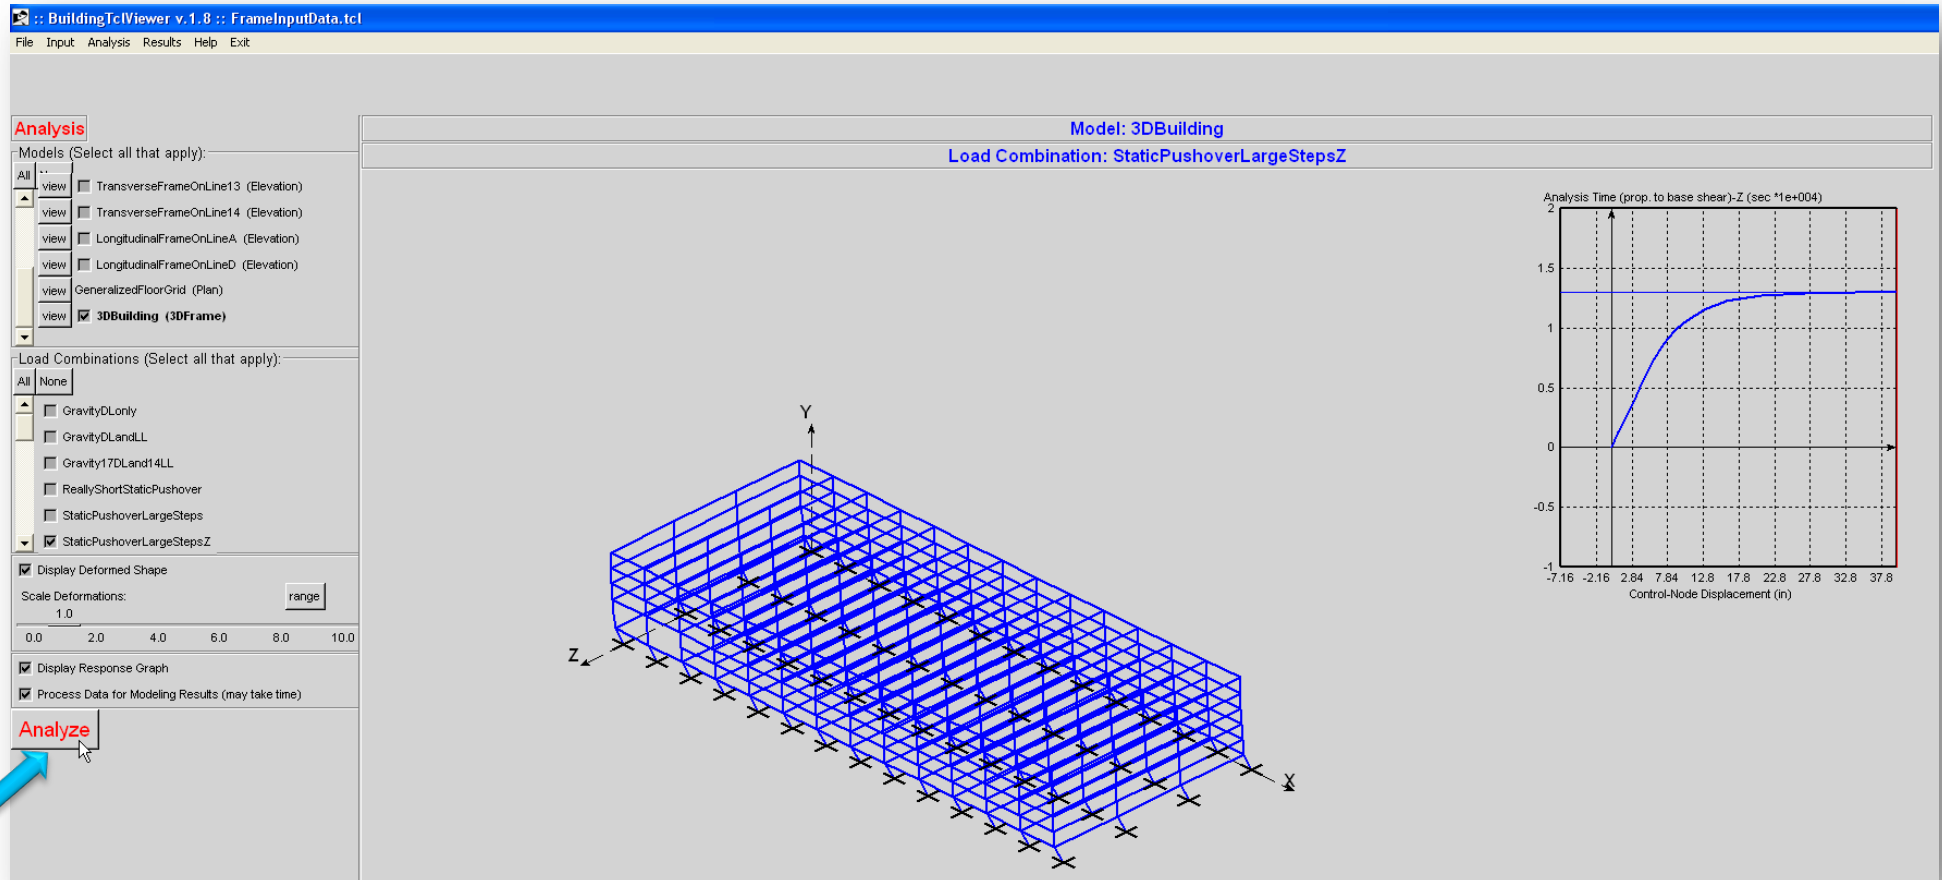 :: BuildingTclViewer v.1.8 :: FrameInputData.tcl
File Input Analysis Results Help Exit
Analysis
Models (Select all that apply):
All
view TransverseFrameOnLine13 (Elevation)
view TransverseFrameOnLine14 (Elevation)
view LongitudinalFrameOnLineA (Elevation)
view LongitudinalFrameOnLineD (Elevation)
view GeneralizedFloorGrid (Plan)
view 3DBuilding (3DFrame)
Load Combinations (Select all that apply):
All None
GravityDLonly
GravityDLandLL
Gravity17DLand14LL
ReallyShortStaticPushover
StaticPushoverLargeSteps
StaticPushoverLargeStepsZ
Display Deformed Shape
Scale Deformations:
range
1.0
0.0 2.0 4.0 6.0 8.0 10.0
Display Response Graph
Process Data for Modeling Results (may take time)
Analyze
Model: 3DBuilding
Load Combination: StaticPushoverLargeStepsZ
Y
Z
X
Analysis Time (prop. to base shear)-Z (sec *1e+004)
2
1.5
1
0.5
0
-0.5
-1
-7.16 -2.16 2.84 7.84 12.8 17.8 22.8 27.8 32.8 37.8
Control-Node Displacement (in)